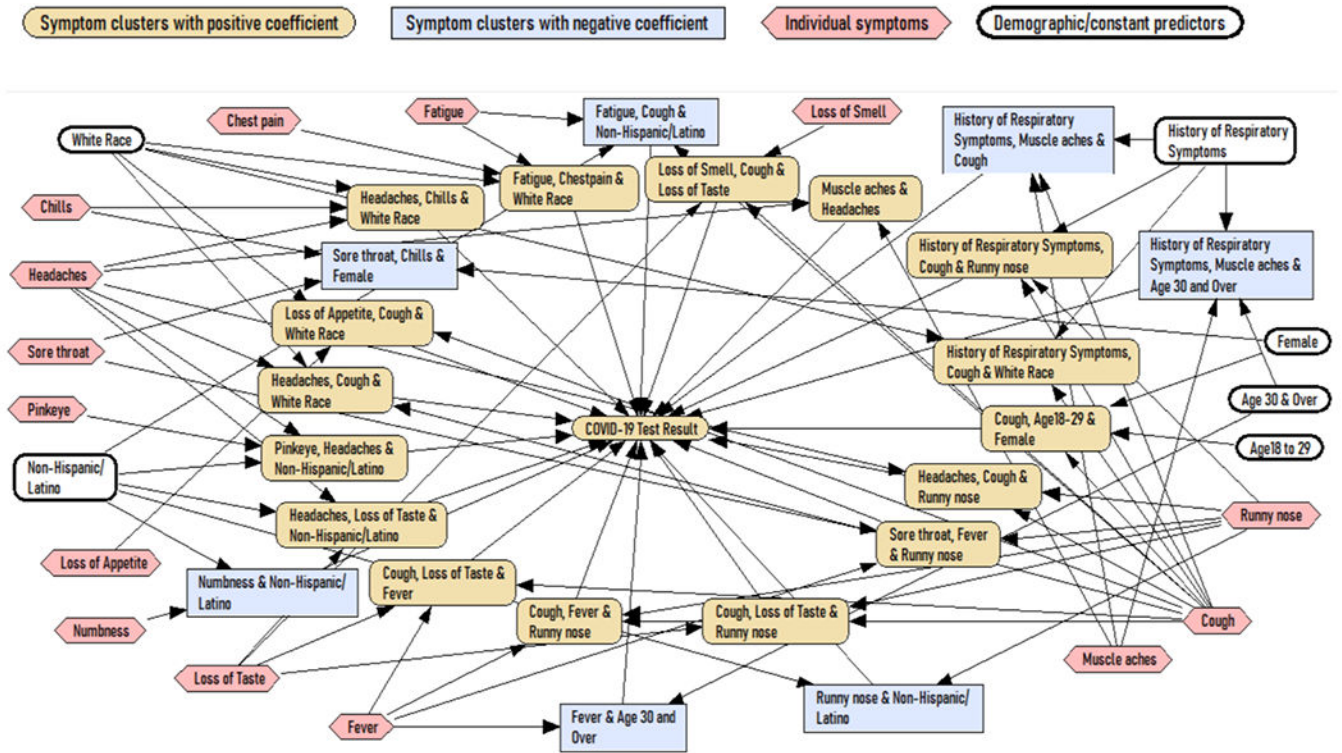 Symptom clusters with positive coefficient
Symptom clusters with negative coefficient
Individual symptoms
Demographic/constant predictors
Fatigue
Fatigue, Cough &
Non-Hispanic/Latino
Loss of Smell
Chest pain
History of Respiratory
Symptoms, Muscle aches &
Cough
History of Respiratory
Symptoms
White Race
Fatigue, Chestpain &
White Race
Loss of Smell, Cough &
Loss of Taste
Muscle aches &
Headaches
Headaches, Chills &
White Race
Chills
Sore throat, Chills &
Female
History of Respiratory Symptoms,
Cough & Runny nose
History of Respiratory
Symptoms, Muscle aches &
Age 30 and Over
Headaches
Loss of Appetite, Cough &
White Race
Female
Sore throat
History of Respiratory Symptoms,
Cough & White Race
Headaches, Cough &
White Race
Age 30 & Over
Pinkeye
COVID-19 Test Result
Cough, Age18-29 &
Female
Age18 to 29
Pinkeye, Headaches &
Non-Hispanic/Latino
Non-Hispanic/
Latino
Headaches, Cough &
Runny nose
Headaches, Loss of Taste &
Non-Hispanic/Latino
Runny nose
Sore throat, Fever
& Runny nose
Loss of Appetite
Numbness & Non-Hispanic/
Latino
Cough, Loss of Taste &
Fever
Cough, Fever &
Runny nose
Cough, Loss of Taste &
Runny nose
Cough
Numbness
Muscle aches
Loss of Taste
Runny nose & Non-Hispanic/
Latino
Fever
Fever & Age 30 and
Over